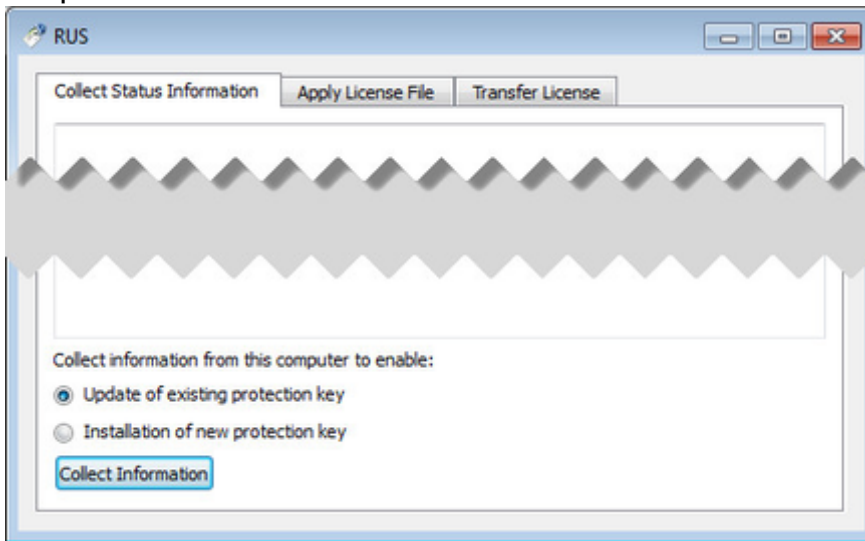 RUS
Collect Status Information Apply License File Transfer License
Collect information from this computer to enable:
Update of existing protection key
Installation of new protection key
Collect Information